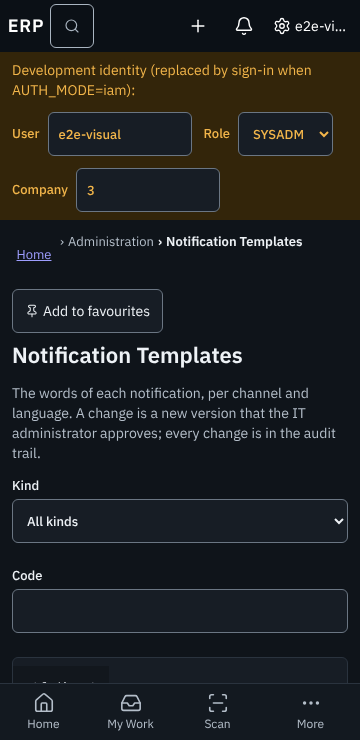 ERP
e2e-vi...
Development identity (replaced by sign-in when
AUTH_MODE=iam):
User e2e-visual Role SYSADM
Company 3
Home › Administration › Notification Templates
Add to favourites
Notification Templates
The words of each notification, per channel and
language. A change is a new version that the IT
administrator approves; every change is in the audit
trail.
Kind
All kinds
Code
Home My Work Scan More